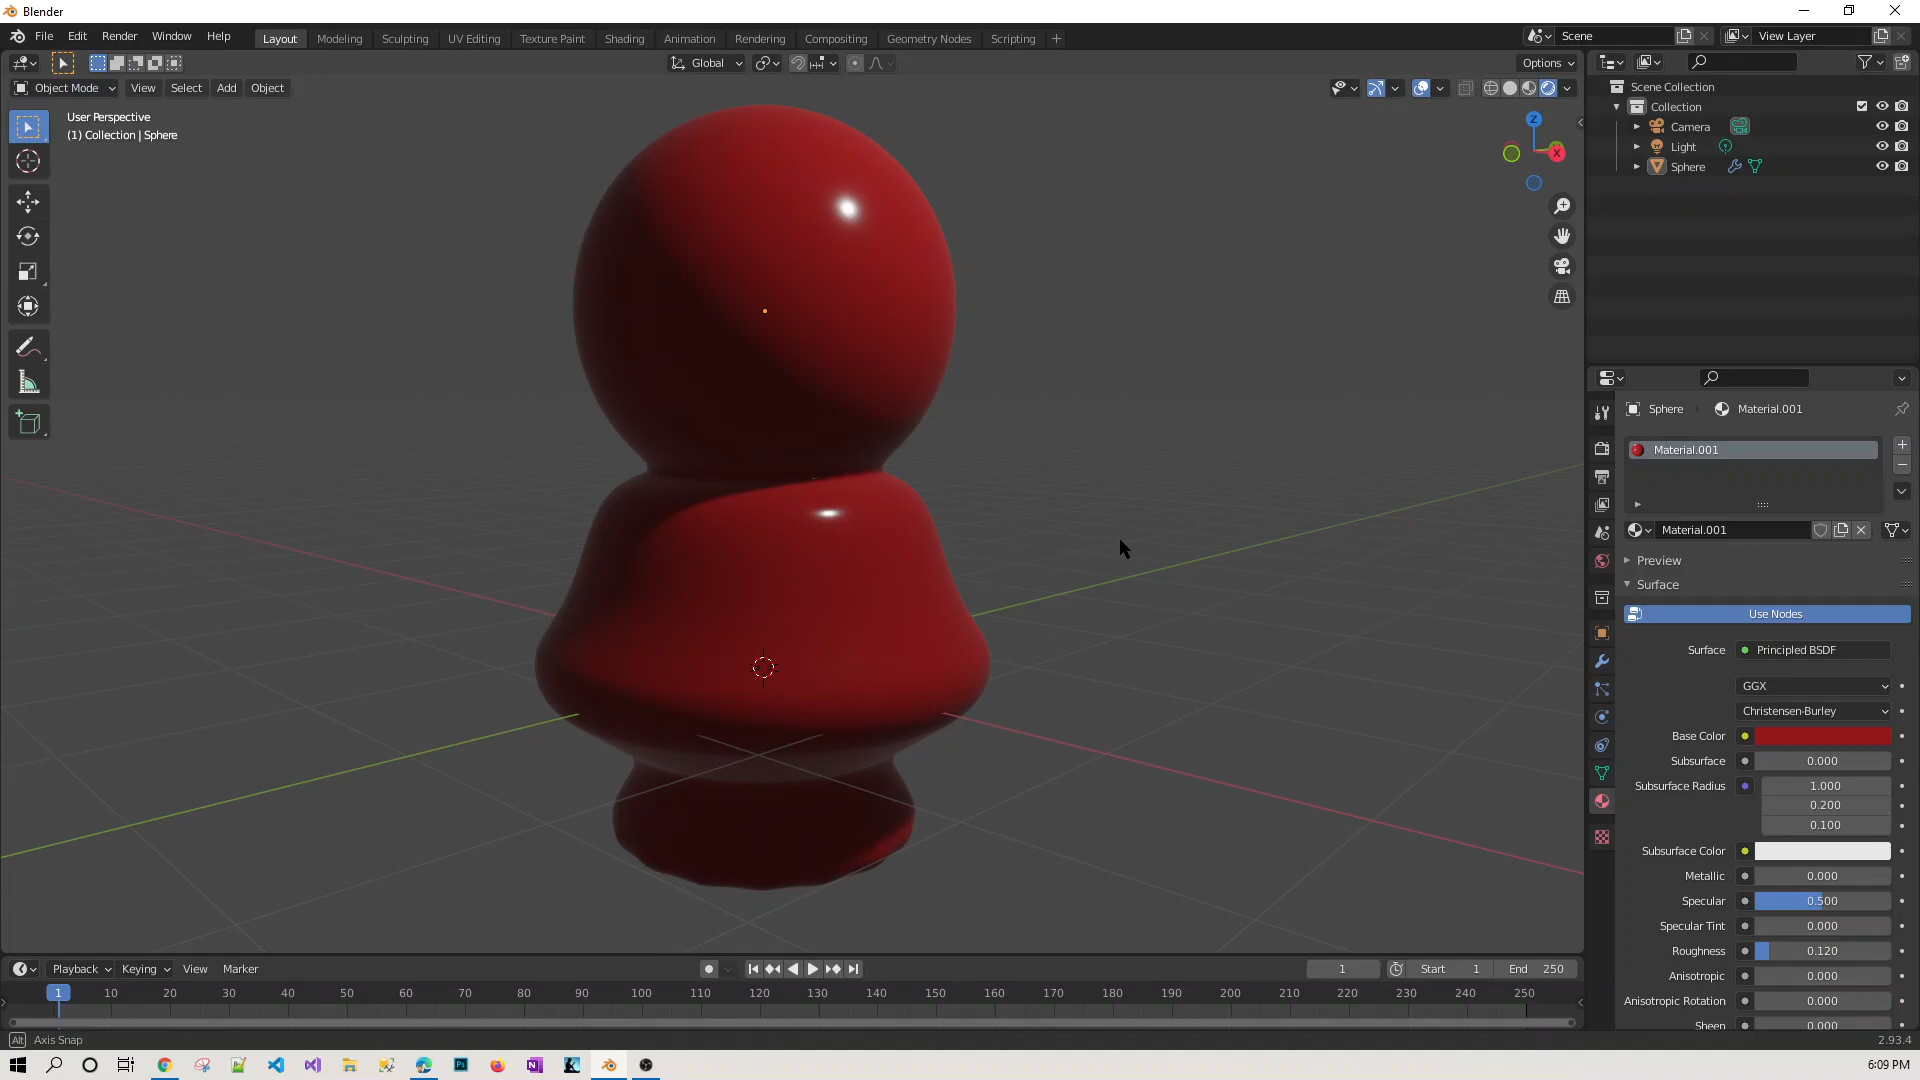 Blender
File Edit Render Window Help Layout Modeling Sculpting UV Editing Texture Paint Shading Animation Rendering Compositing Geometry Nodes Scripting + Scene View Layer
Global Options
Object Mode View Select Add Object
User Perspective
(1) Collection | Sphere
Z
X
Scene Collection
Collection
Camera
Light
Sphere
Sphere Material.001
Material.001
Material.001
Preview
Surface
Use Nodes
Surface Principled BSDF
GGX
Christensen-Burley
Base Color
Subsurface 0.000
Subsurface Radius 1.000
0.200
0.100
Subsurface Color
Metallic 0.000
Specular 0.500
Specular Tint 0.000
Roughness 0.120
Anisotropic 0.000
Anisotropic Rotation 0.000
Sheen 0.000
Playback Keying View Marker 1 Start 1 End 250
1 10 20 30 40 50 60 70 80 90 100 110 120 130 140 150 160 170 180 190 200 210 220 230 240 250
Alt Axis Snap 2.93.4
6:09 PM